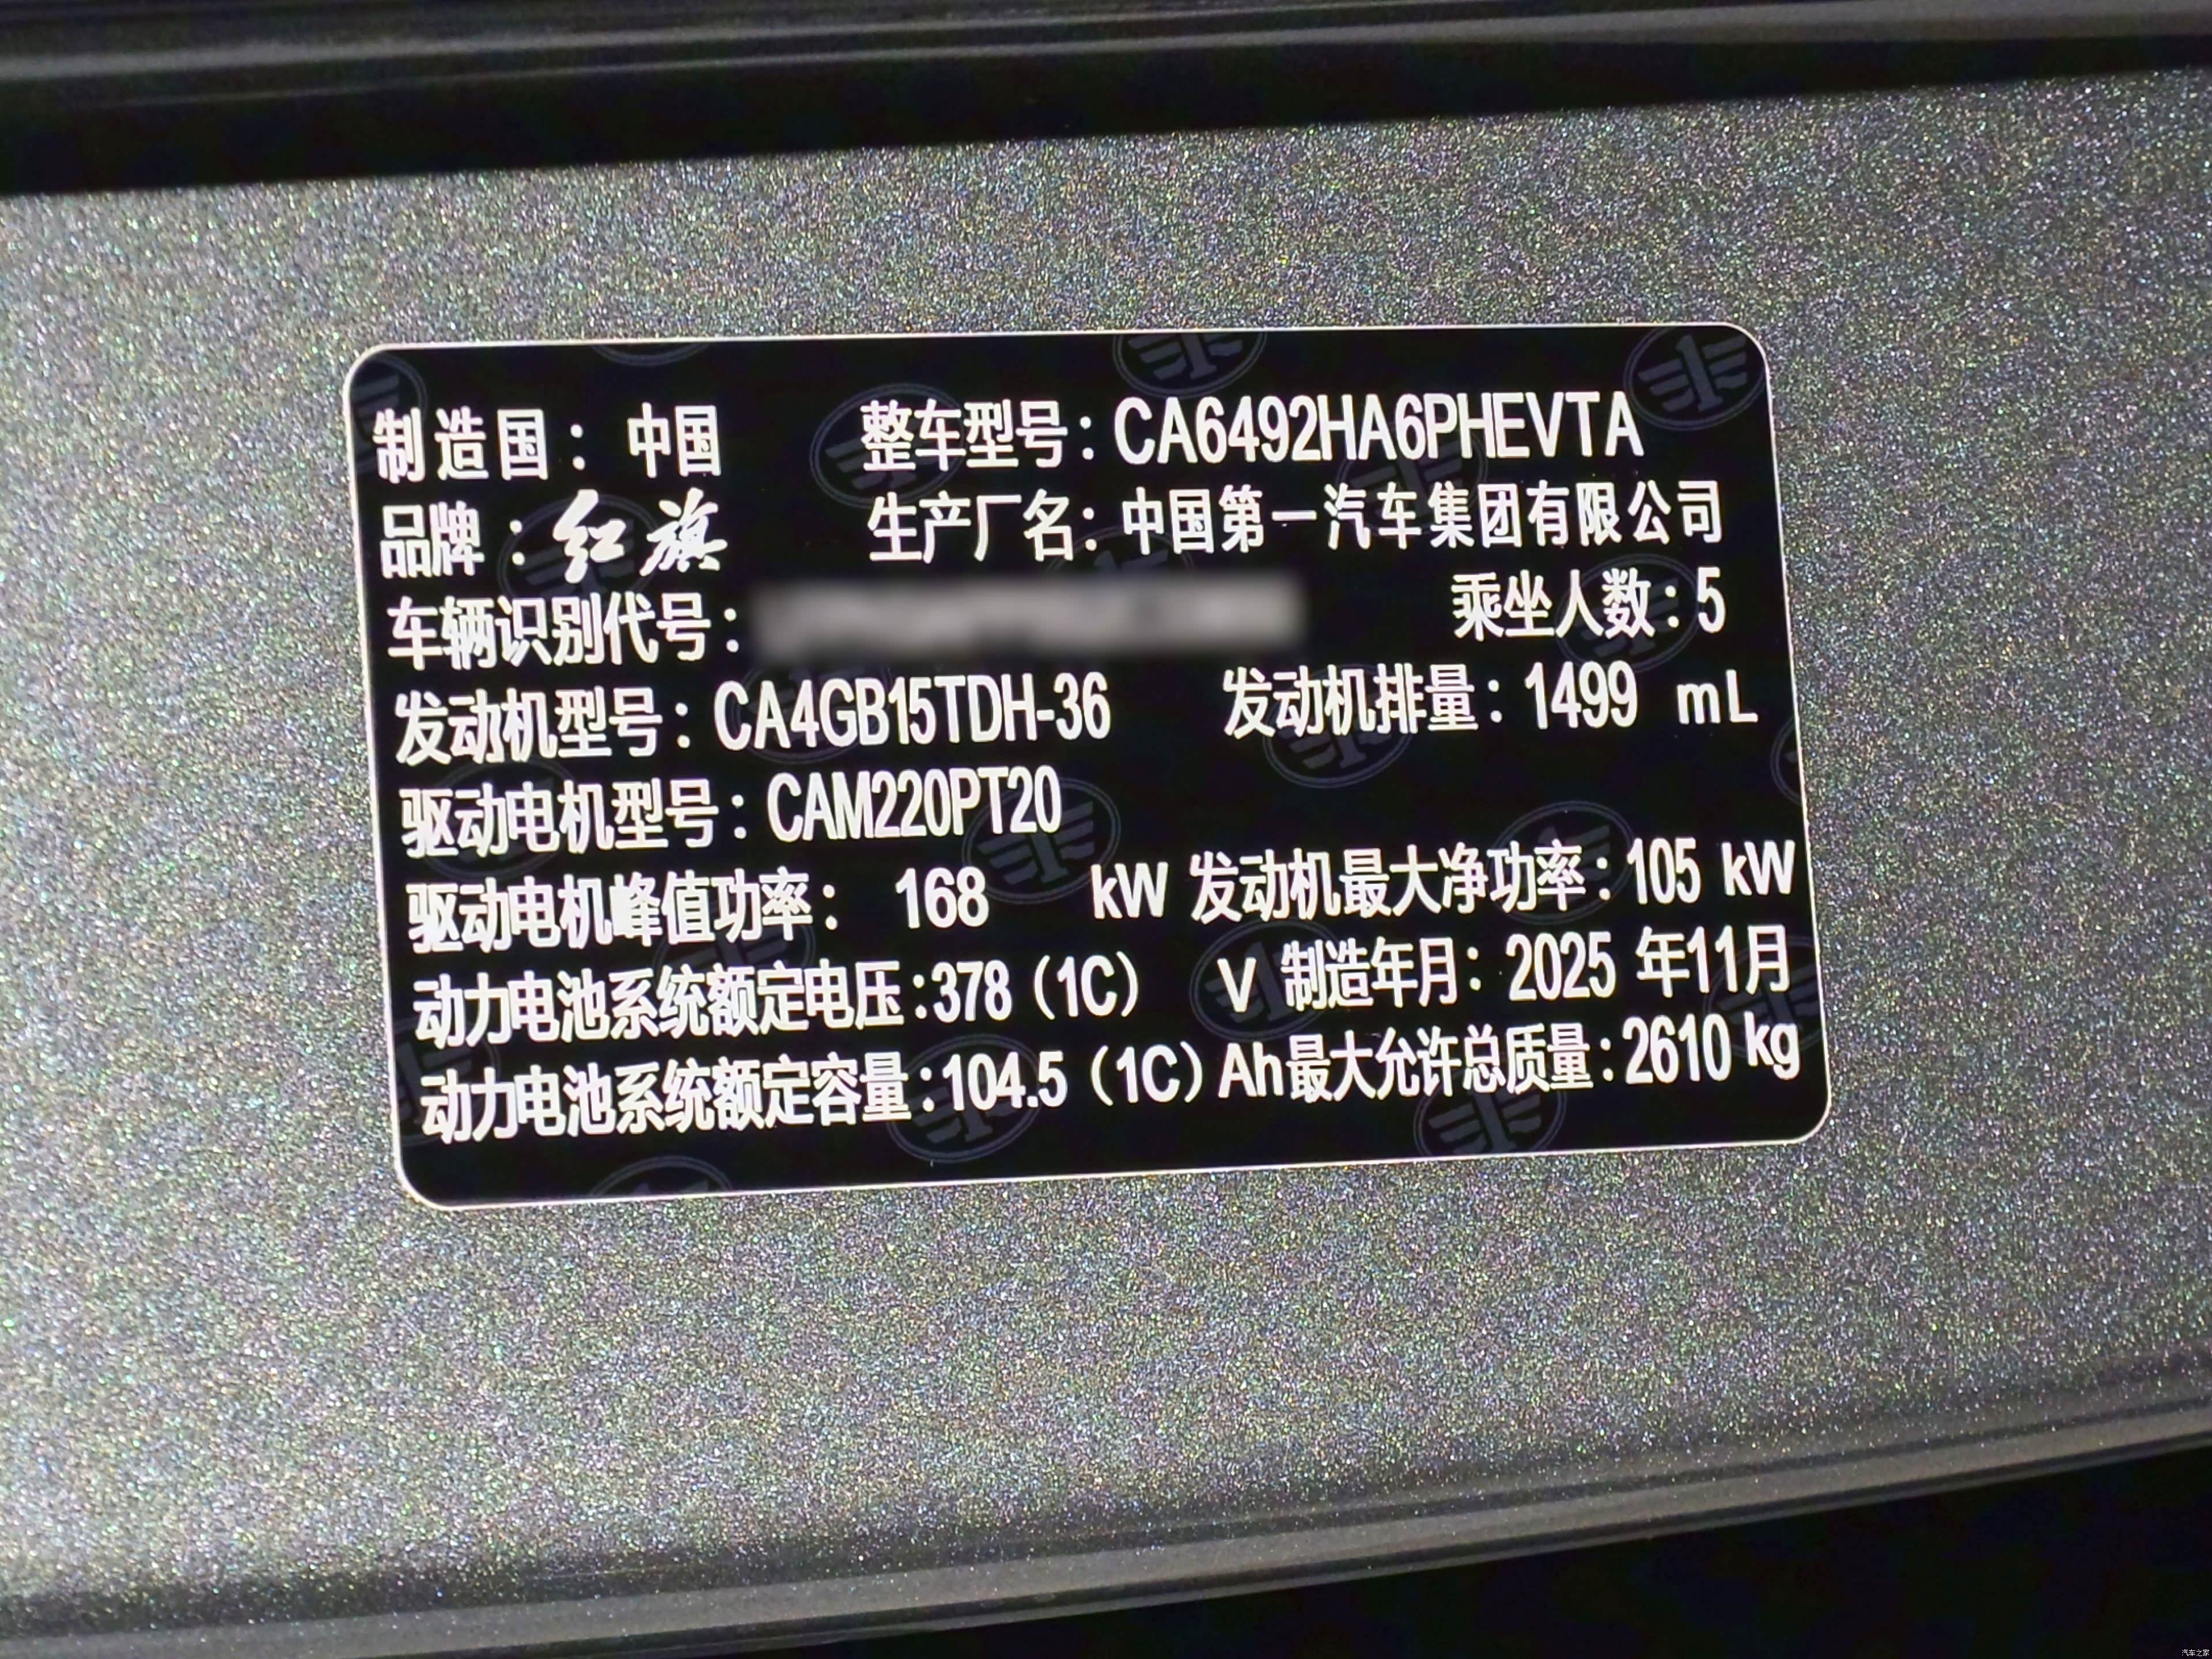 制造国：中国 整车型号：CA6492HA6PHEVTA
品牌：红旗 生产厂名：中国第一汽车集团有限公司
车辆识别代号： 乘坐人数：5
发动机型号：CA4GB15TDH-36 发动机排量：1499 mL
驱动电机型号：CAM220PT20
驱动电机峰值功率： 168 kW 发动机最大净功率：105 kW
动力电池系统额定电压：378（1C） V 制造年月：2025 年11月
动力电池系统额定容量：104.5（1C）Ah最大允许总质量：2610 kg
汽车之家